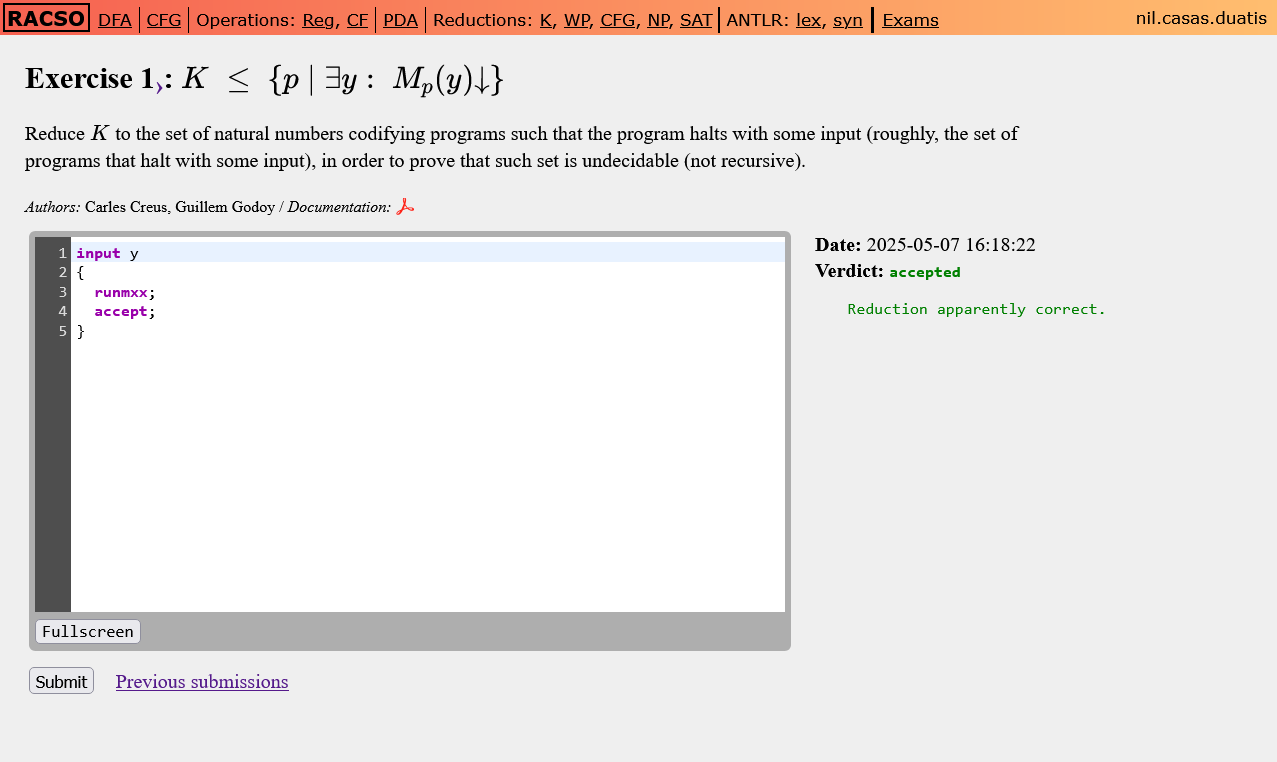 RACSO DFA | CFG | Operations: Reg, CF | PDA | Reductions: K, WP, CFG, NP, SAT | ANTLR: lex, syn | Exams nil.casas.duatis
Exercise 1›: K ≤ {p | ∃y : M_p(y)↓}
Reduce K to the set of natural numbers codifying programs such that the program halts with some input (roughly, the set of
programs that halt with some input), in order to prove that such set is undecidable (not recursive).
Authors: Carles Creus, Guillem Godoy / Documentation:
1 input y
2 {
3 runmxx;
4 accept;
5 }
Fullscreen
Submit Previous submissions
Date: 2025-05-07 16:18:22
Verdict: accepted
Reduction apparently correct.